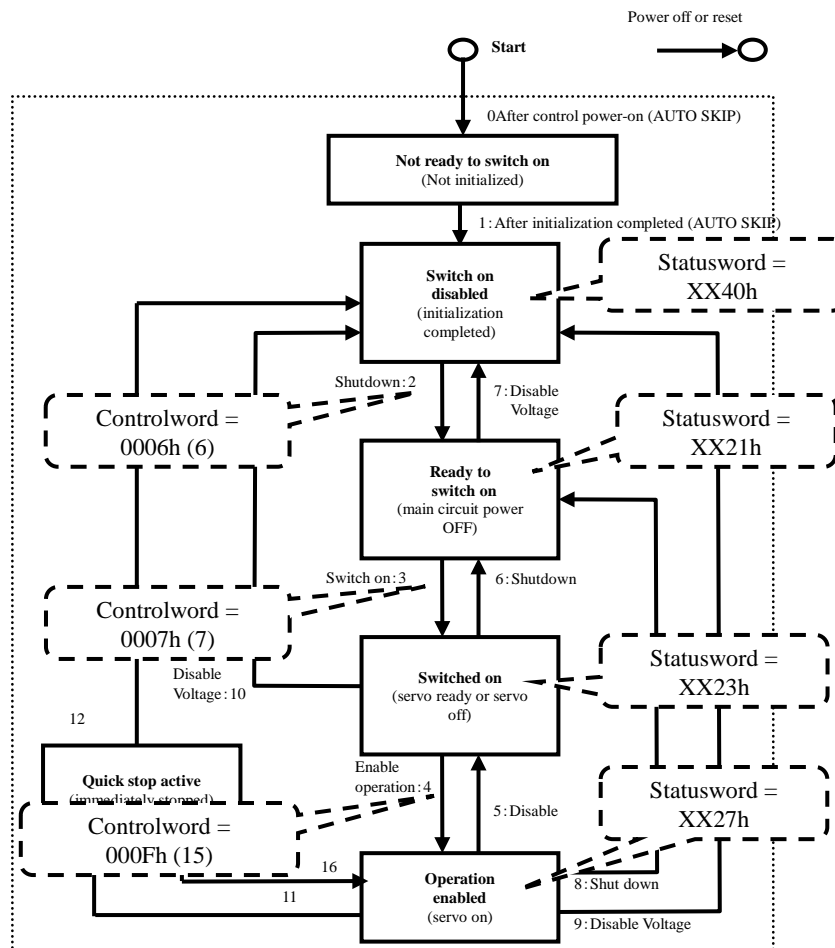 Power off or reset
Start
0After control power-on (AUTO SKIP)
Not ready to switch on
(Not initialized)
1:After initialization completed (AUTO SKIP)
Switch on
disabled
(initialization
completed)
Statusword =
XX40h
Shutdown:2
7:Disable
Voltage
Controlword =
0006h (6)
Statusword =
XX21h
Ready to
switch on
(main circuit power
OFF)
Switch on:3
6:Shutdown
Controlword =
0007h (7)
Disable
Voltage:10
Switched on
(servo ready or servo
off)
Statusword =
XX23h
12
Quick stop active
(immediately stopped)
Enable
operation:4
5:Disable
Controlword =
000Fh (15)
Statusword =
XX27h
16
11
Operation
enabled
(servo on)
8:Shut down
9:Disable Voltage